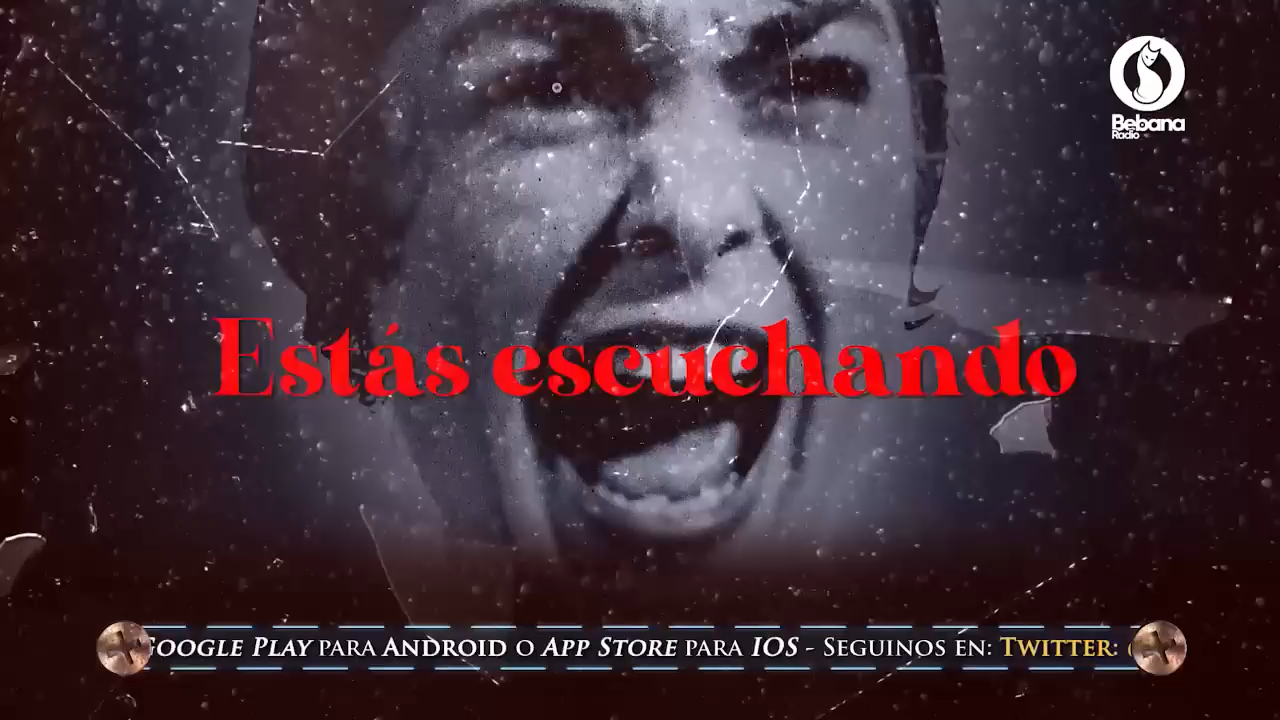 Bebana
Radio
Estás escuchando
GOOGLE PLAY PARA ANDROID O APP STORE PARA IOS - SEGUINOS EN: TWITTER: